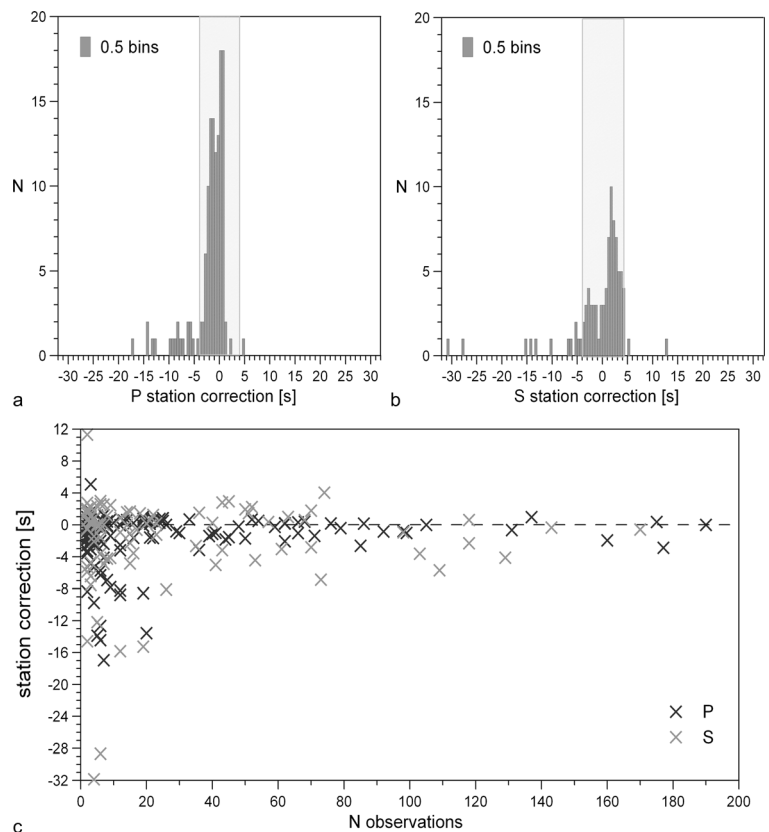 20
15
10
5
0
N
0.5 bins
-30 -25 -20 -15 -10 -5 0 5 10 15 20 25 30
P station correction [s]
a
20
15
10
5
0
N
0.5 bins
-30 -25 -20 -15 -10 -5 0 5 10 15 20 25 30
S station correction [s]
b
12
8
4
0
-4
-8
-12
-16
-20
-24
-28
-32
station correction [s]
P
S
0 20 40 60 80 100 120 140 160 180 200
N observations
c